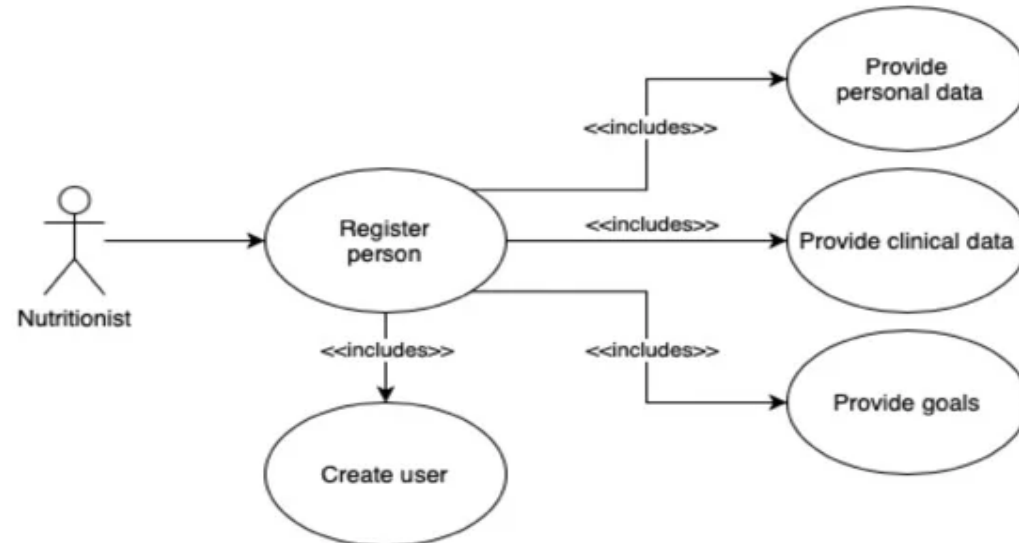 Provide
personal data
<<includes>>
Register
person
<<includes>>
Provide clinical data
Nutritionist
<<includes>>
<<includes>>
Provide goals
Create user